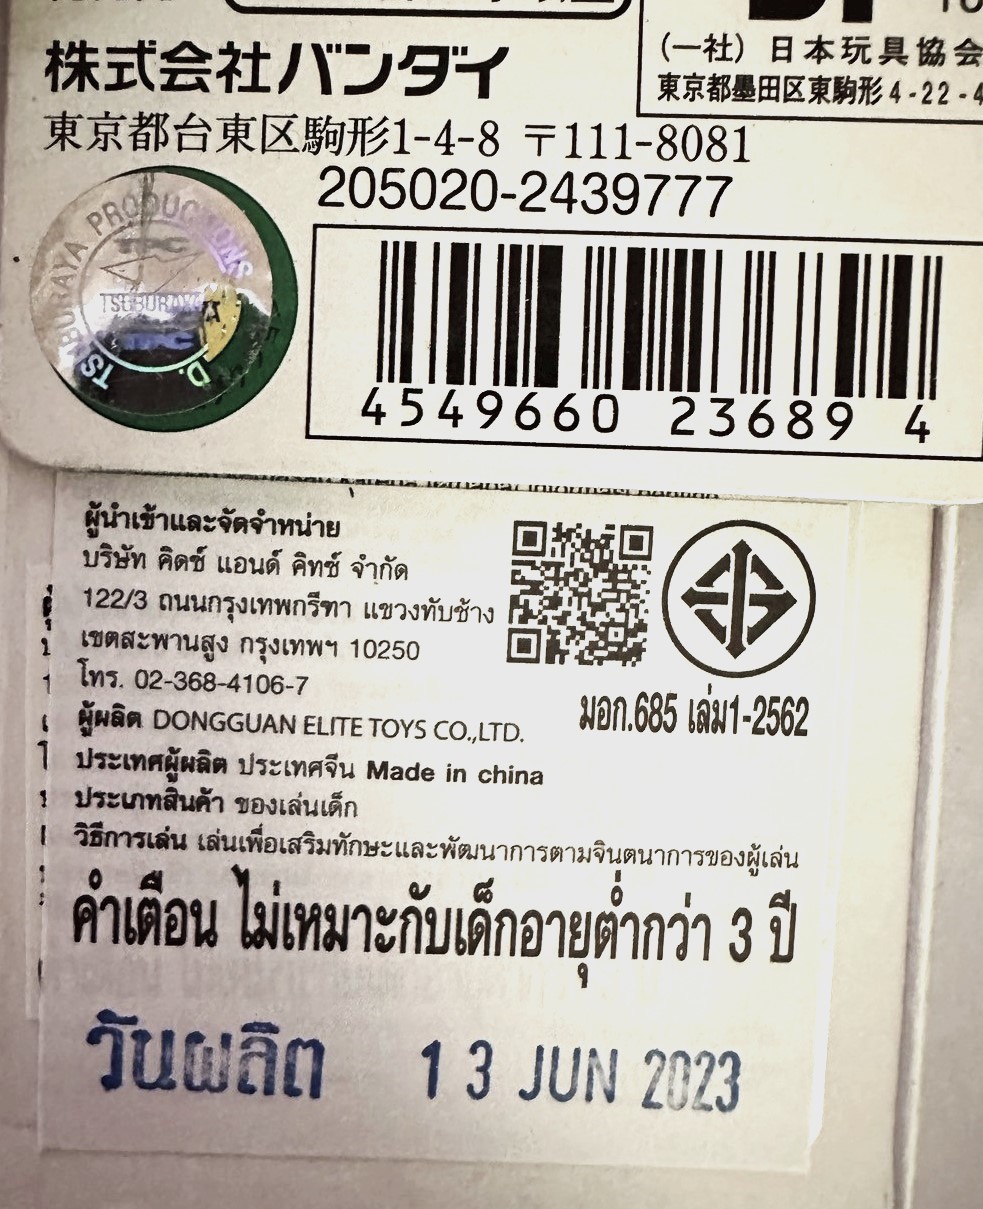 株式会社バンダイ
東京都台東区駒形1-4-8 〒111-8081
(一社) 日本玩具協会
東京都墨田区東駒形4-22-4
205020-2439777
TSUBURAYA PRODUCTIONS
TSUBURAYA
4549660 23689 4
ผู้นำเข้าและจัดจำหน่าย
บริษัท คิดซ์ แอนด์ คิทซ์ จำกัด
122/3 ถนนกรุงเทพกรีฑา แขวงทับช้าง
เขตสะพานสูง กรุงเทพฯ 10250
โทร. 02-368-4106-7
ผู้ผลิต DONGGUAN ELITE TOYS CO.,LTD.
ประเทศผู้ผลิต ประเทศจีน Made in china
ประเภทสินค้า ของเล่นเด็ก
วิธีการเล่น เล่นเพื่อเสริมทักษะและพัฒนาการตามจินตนาการของผู้เล่น
มอก.685 เล่ม1-2562
คำเตือน ไม่เหมาะกับเด็กอายุต่ำกว่า 3 ปี
วันผลิต 13 JUN 2023